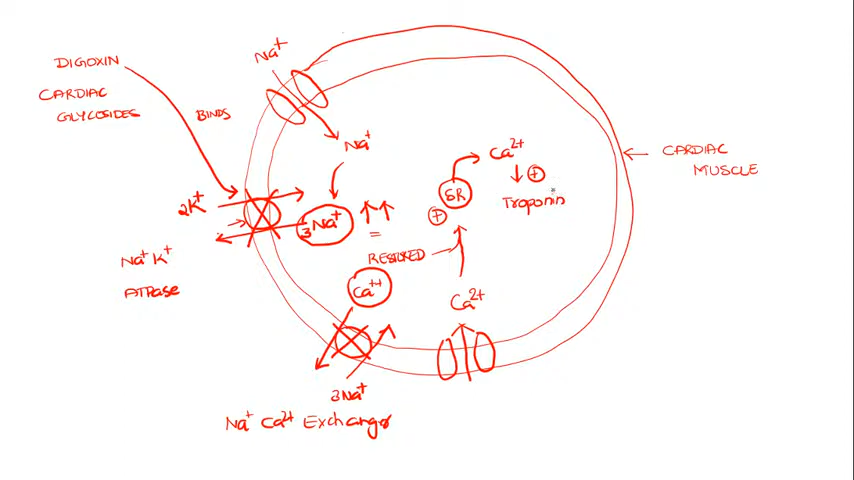 DIGOXIN
CARDIAC
GLYCOSIDES
BINDS
Na+
Na+
2K+
3Na+ ↑↑
=
Na+ K+
ATPase
Ca2+
↓ ⊕
Troponin
SR
⊕
RESTORED
Ca++
Ca2+
3Na+
Na+ Ca2+ Exchanger
CARDIAC
MUSCLE